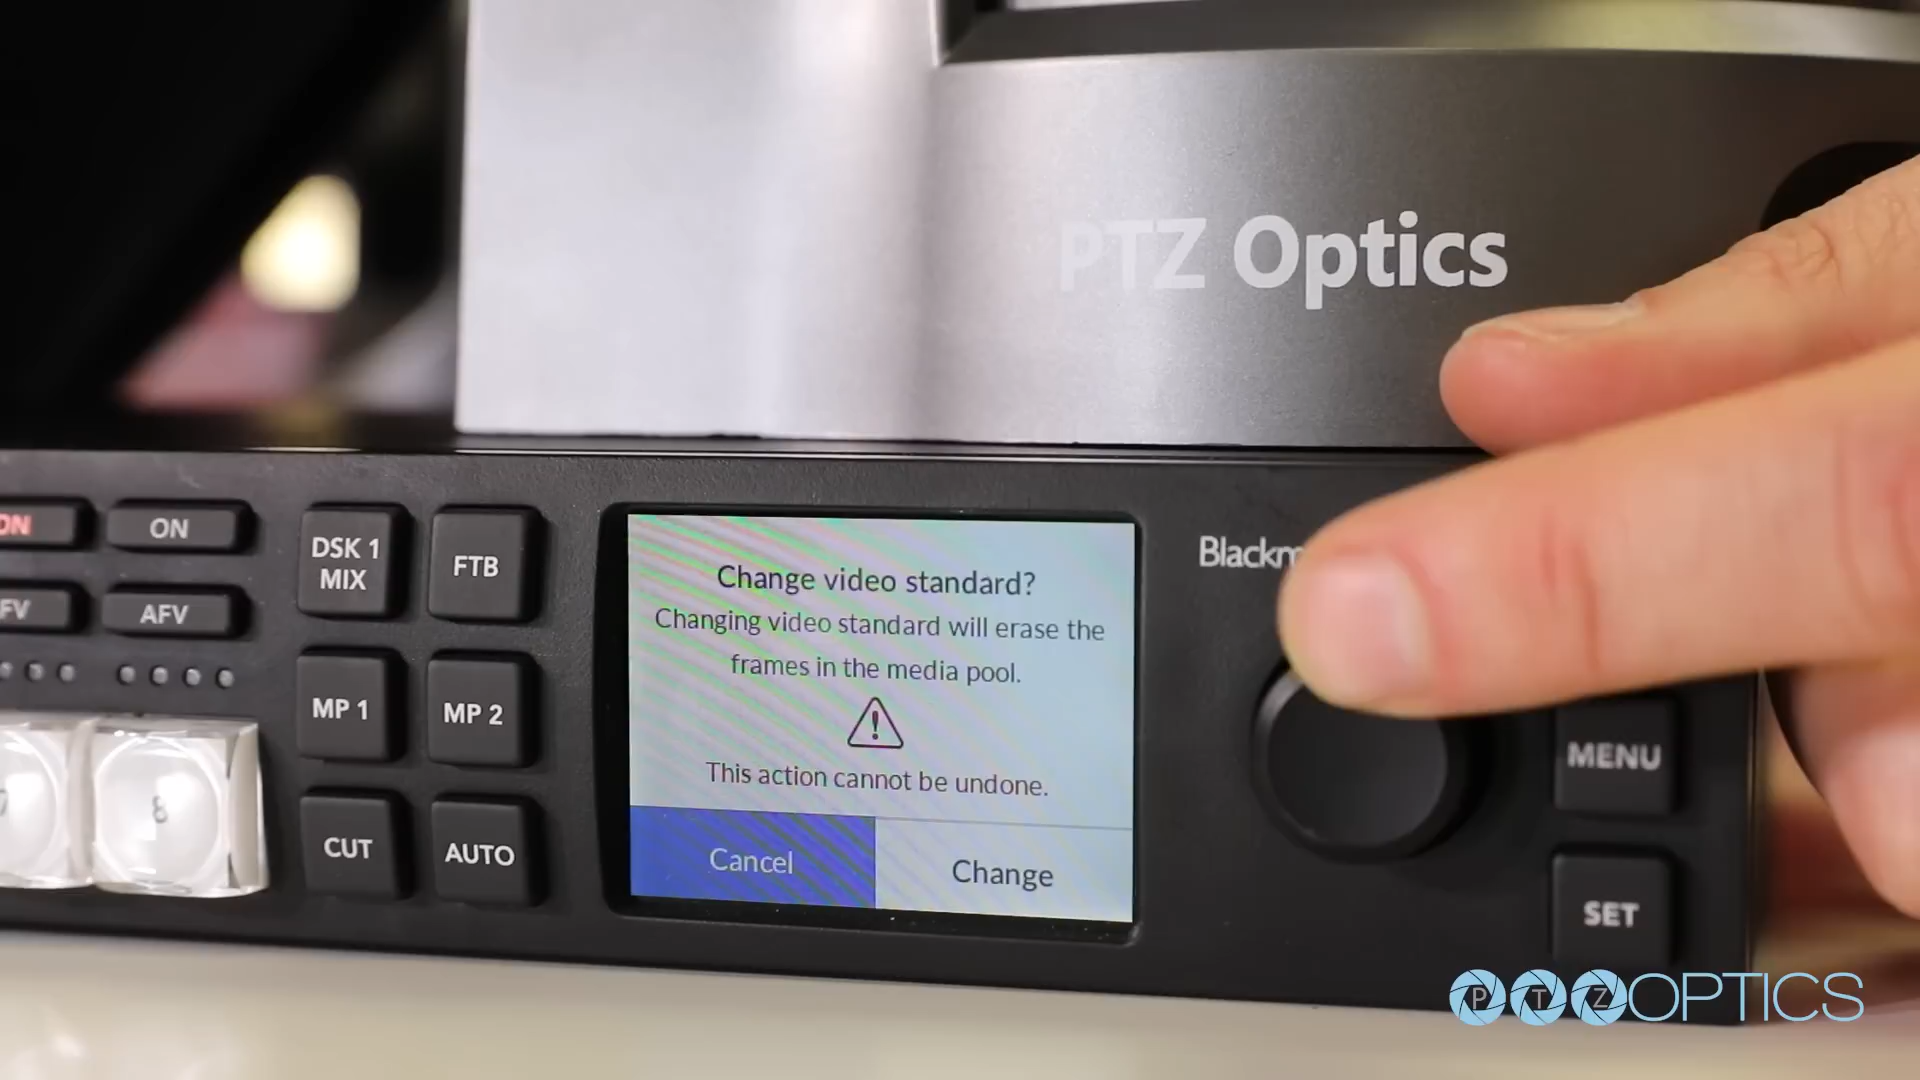 PTZ Optics
ON
ON
DSK 1
MIX
FTB
AFV
MP 1
MP 2
CUT
AUTO
7
8
Change video standard?
Changing video standard will erase the
frames in the media pool.
This action cannot be undone.
Cancel
Change
MENU
SET
PTZOPTICS